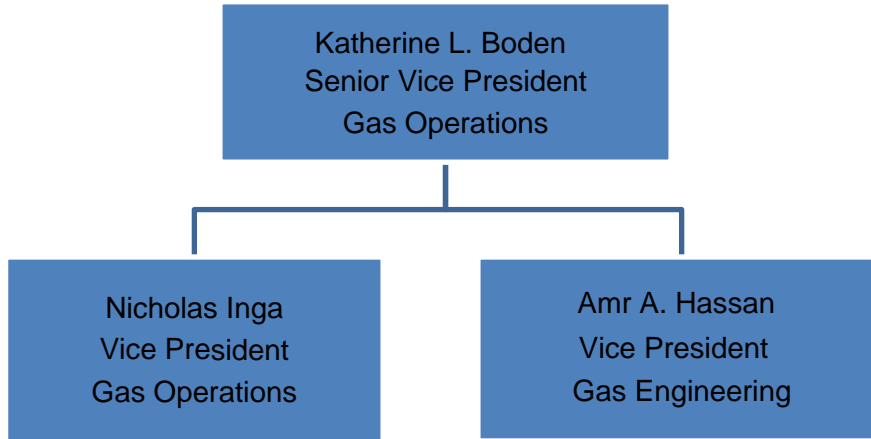 Katherine L. Boden
Senior Vice President
Gas Operations
Nicholas Inga
Vice President
Gas Operations
Amr A. Hassan
Vice President
Gas Engineering